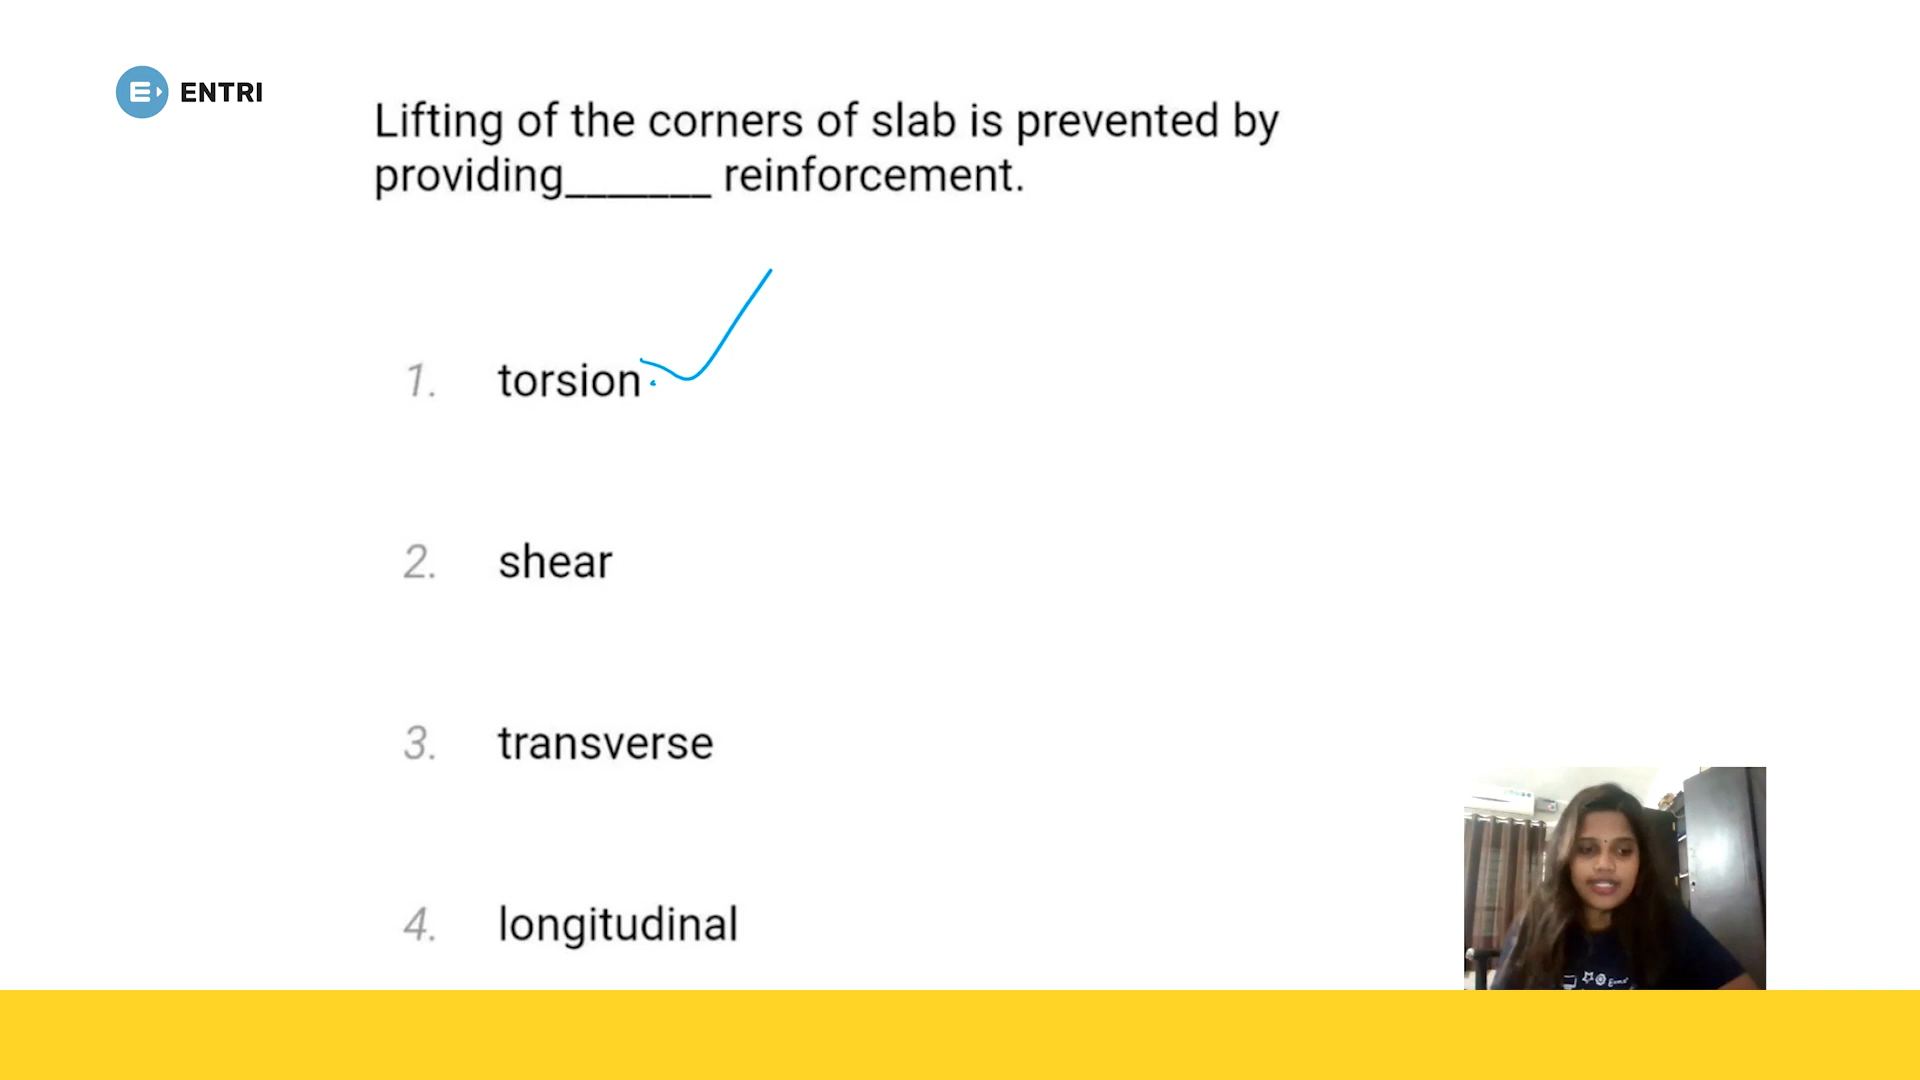 ENTRI
Lifting of the corners of slab is prevented by
providing_______ reinforcement.
1. torsion
2. shear
3. transverse
4. longitudinal